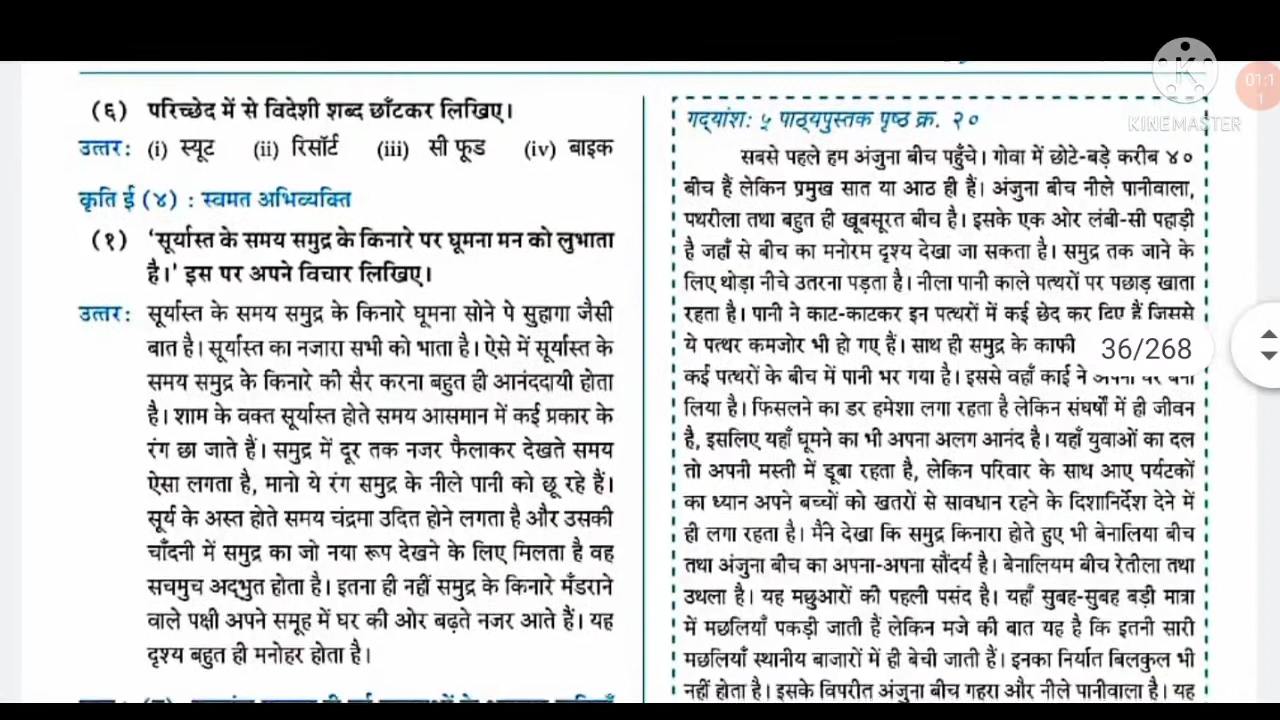 (६) परिच्छेद में से विदेशी शब्द छाँटकर लिखिए।
उत्तर: (i) स्यूट (ii) रिसॉर्ट (iii) सी फूड (iv) बाइक
कृति ई (४) : स्वमत अभिव्यक्ति
(१) 'सूर्यास्त के समय समुद्र के किनारे पर घूमना मन को लुभाता
है।' इस पर अपने विचार लिखिए।
उत्तर: सूर्यास्त के समय समुद्र के किनारे घूमना सोने पे सुहागा जैसी
बात है। सूर्यास्त का नजारा सभी को भाता है। ऐसे में सूर्यास्त के
समय समुद्र के किनारे की सैर करना बहुत ही आनंददायी होता
है। शाम के वक्त सूर्यास्त होते समय आसमान में कई प्रकार के
रंग छा जाते हैं। समुद्र में दूर तक नजर फैलाकर देखते समय
ऐसा लगता है, मानो ये रंग समुद्र के नीले पानी को छू रहे हैं।
सूर्य के अस्त होते समय चंद्रमा उदित होने लगता है और उसकी
चाँदनी में समुद्र का जो नया रूप देखने के लिए मिलता है वह
सचमुच अद्भुत होता है। इतना ही नहीं समुद्र के किनारे मँडराने
वाले पक्षी अपने समूह में घर की ओर बढ़ते नजर आते हैं। यह
दृश्य बहुत ही मनोहर होता है।
गद्यांश: ५ पाठ्यपुस्तक पृष्ठ क्र. २०
सबसे पहले हम अंजुना बीच पहुँचे। गोवा में छोटे-बड़े करीब ४०
बीच हैं लेकिन प्रमुख सात या आठ ही हैं। अंजुना बीच नीले पानीवाला,
पथरीला तथा बहुत ही खूबसूरत बीच है। इसके एक ओर लंबी-सी पहाड़ी
है जहाँ से बीच का मनोरम दृश्य देखा जा सकता है। समुद्र तक जाने के
लिए थोड़ा नीचे उतरना पड़ता है। नीला पानी काले पत्थरों पर पछाड़ खाता
रहता है। पानी ने काट-काटकर इन पत्थरों में कई छेद कर दिए हैं जिससे
ये पत्थर कमजोर भी हो गए हैं। साथ ही समुद्र के काफी
कई पत्थरों के बीच में पानी भर गया है। इससे वहाँ काई ने अपना घर बना
लिया है। फिसलने का डर हमेशा लगा रहता है लेकिन संघर्षों में ही जीवन
है, इसलिए यहाँ घूमने का भी अपना अलग आनंद है। यहाँ युवाओं का दल
तो अपनी मस्ती में डूबा रहता है, लेकिन परिवार के साथ आए पर्यटकों
का ध्यान अपने बच्चों को खतरों से सावधान रहने के दिशानिर्देश देने में
ही लगा रहता है। मैंने देखा कि समुद्र किनारा होते हुए भी बेनालिया बीच
तथा अंजुना बीच का अपना-अपना सौंदर्य है। बेनालियम बीच रेतीला तथा
उथला है। यह मछुआरों की पहली पसंद है। यहाँ सुबह-सुबह बड़ी मात्रा
में मछलियाँ पकड़ी जाती हैं लेकिन मजे की बात यह है कि इतनी सारी
मछलियाँ स्थानीय बाजारों में ही बेची जाती हैं। इनका निर्यात बिलकुल भी
नहीं होता है। इसके विपरीत अंजुना बीच गहरा और नीले पानीवाला है। यह
36/268
K
KINEMASTER
01:1
1